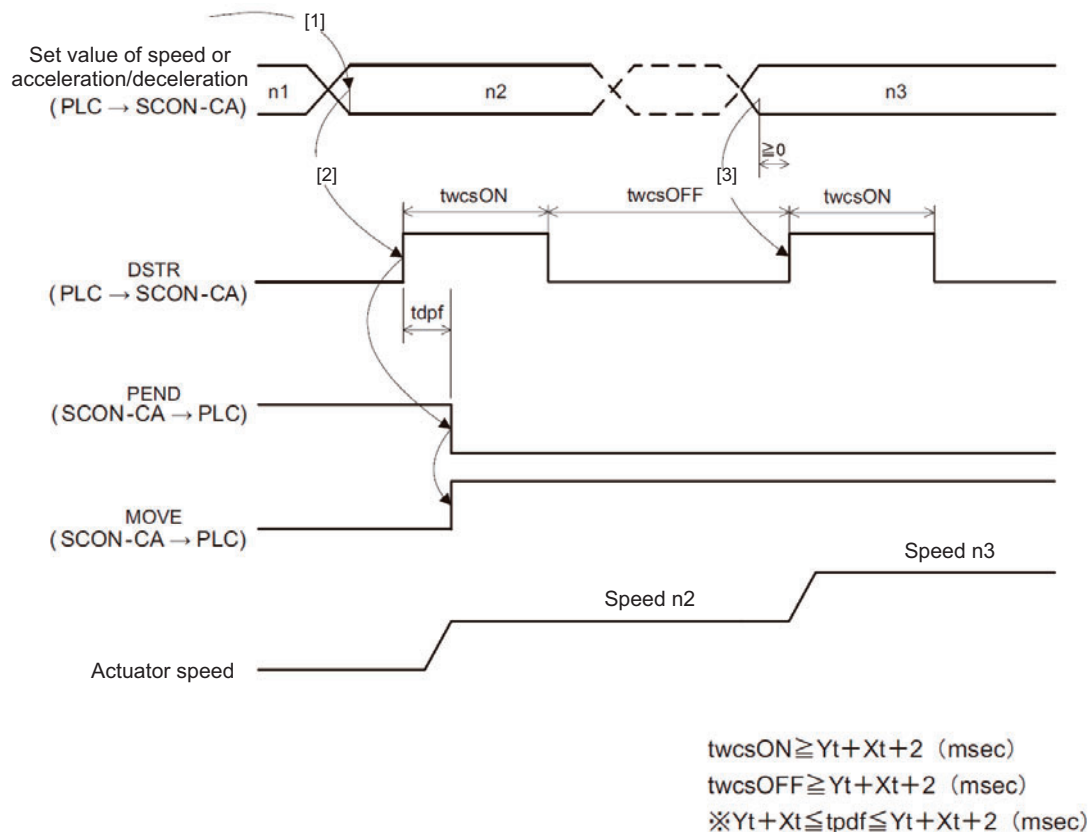 [1]
Set value of speed or
acceleration/deceleration
(PLC → SCON-CA)
n1
n2
n3
≧0
[2]
[3]
twcsON
twcsOFF
twcsON
DSTR
(PLC → SCON-CA)
tdpf
PEND
(SCON-CA → PLC)
MOVE
(SCON-CA → PLC)
Speed n3
Speed n2
Actuator speed
twcsON≧Yt+Xt+2 (msec)
twcsOFF≧Yt+Xt+2 (msec)
※Yt+Xt≦tpdf≦Yt+Xt+2 (msec)